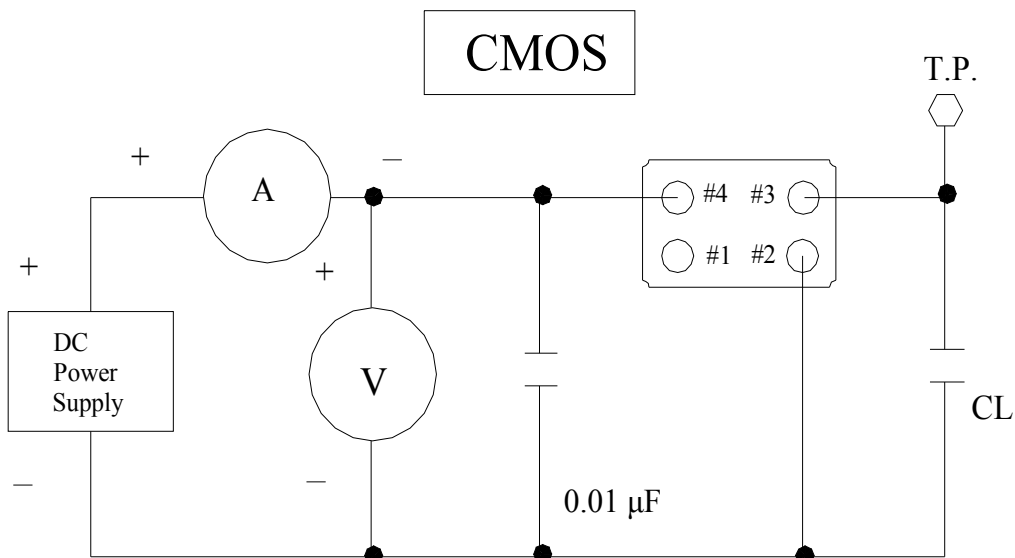 CMOS
T.P.
+
–
A
#4 #3
#1 #2
+
+
DC
Power
Supply
V
CL
–
–
0.01 µF